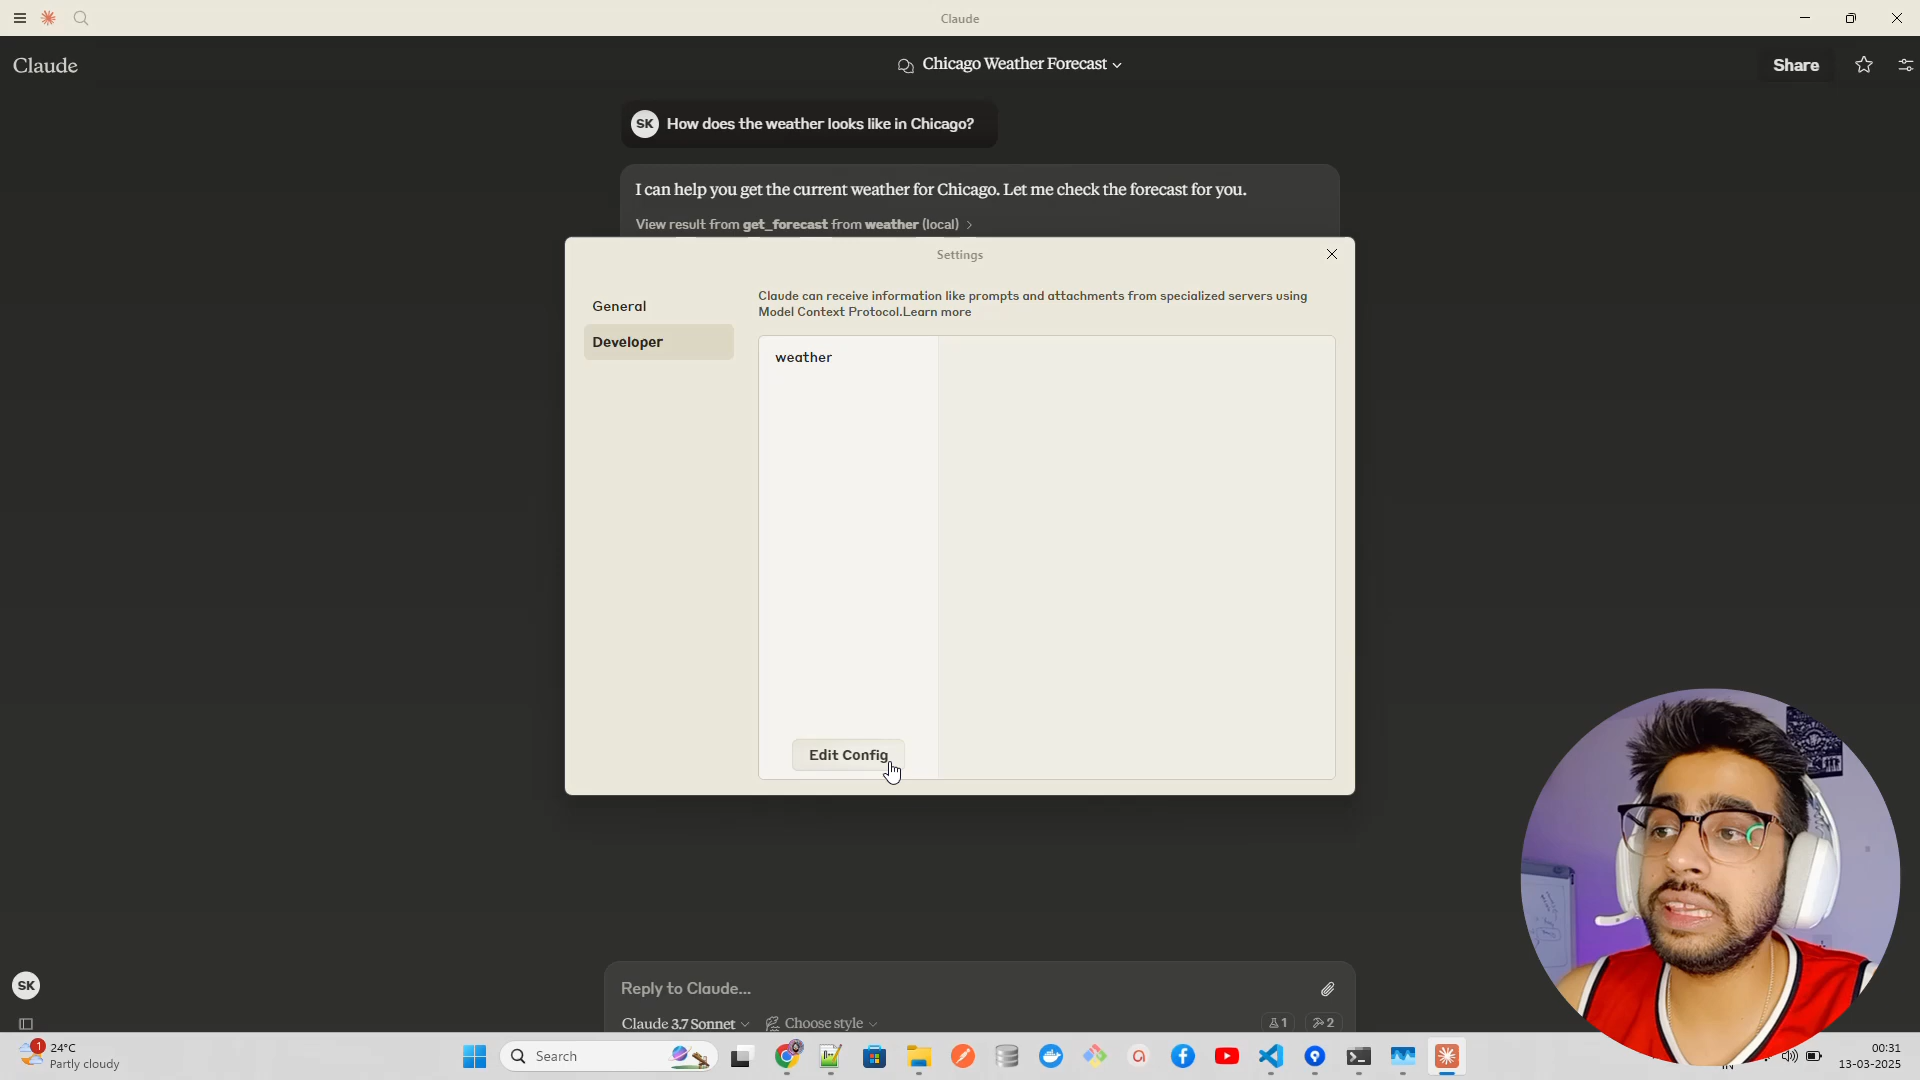 Claude
Claude
Chicago Weather Forecast
Share
SK How does the weather looks like in Chicago?
I can help you get the current weather for Chicago. Let me check the forecast for you.
View result from get_forecast from weather (local)
Settings
General
Developer
Claude can receive information like prompts and attachments from specialized servers using
Model Context Protocol.Learn more
weather
Edit Config
SK
Reply to Claude...
Claude 3.7 Sonnet
Choose style
1
2
1
24°C
Partly cloudy
Search
IN
00:31
13-03-2025